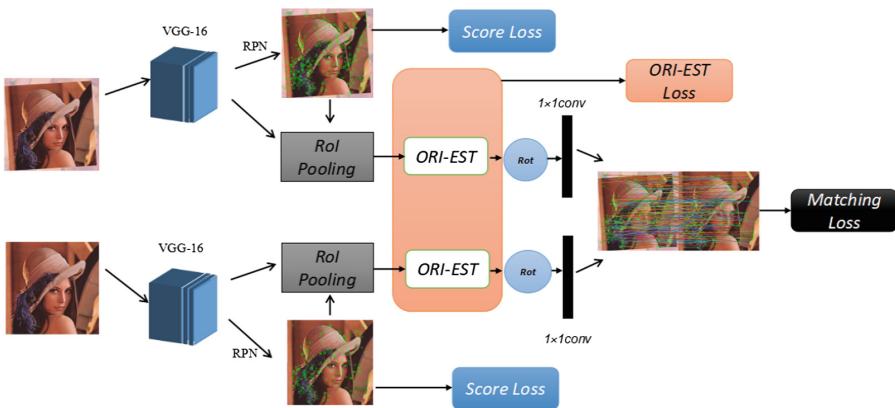 VGG-16
RPN
Score Loss
ORI-EST
Loss
1×1conv
RoI
Pooling
ORI-EST
Rot
Matching
Loss
VGG-16
RoI
Pooling
ORI-EST
Rot
1×1conv
RPN
Score Loss